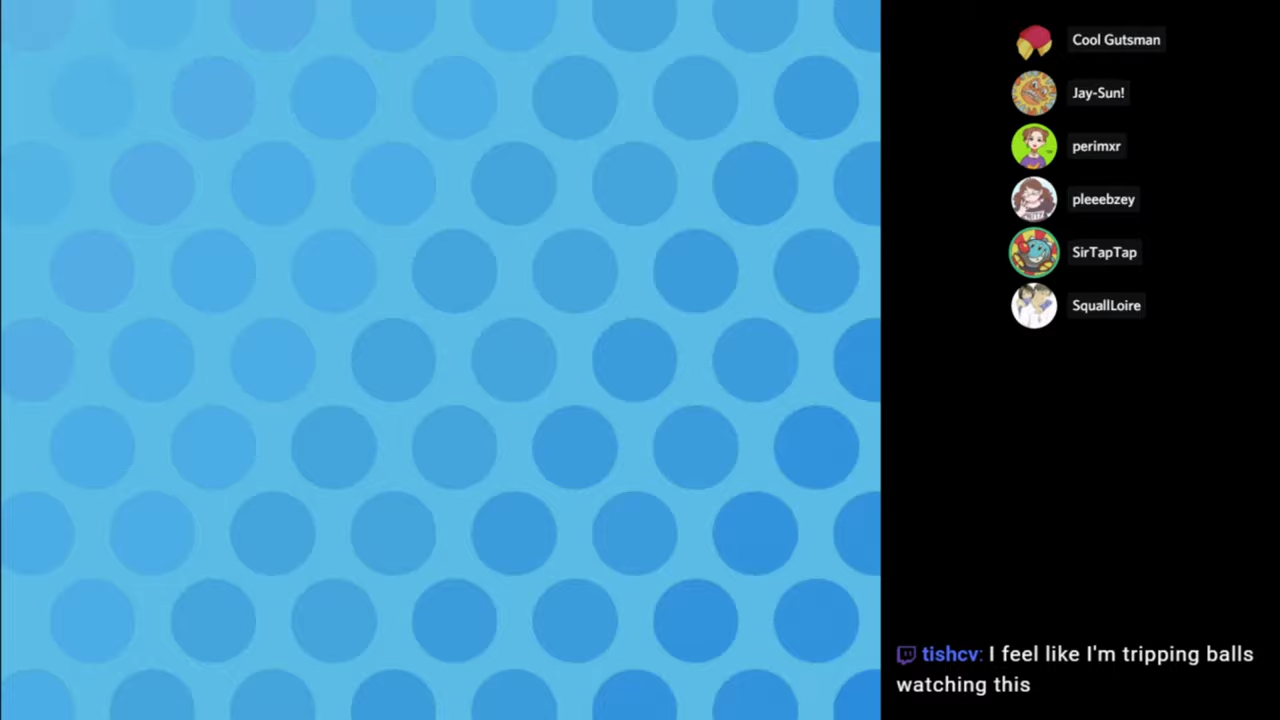 Cool Gutsman
Jay-Sun!
perimxr
pleeebzey
SirTapTap
SquallLoire
tishcv: I feel like I'm tripping balls
watching this